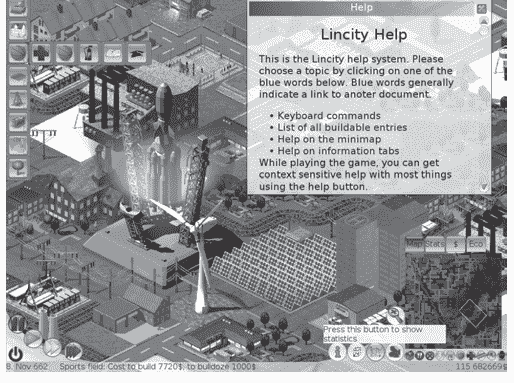 Help
Lincity Help
This is the Lincity help system. Please
choose a topic by clicking on one of the
blue words below. Blue words generally
indicate a link to anoter document.
• Keyboard commands
• List of all buildable entries
• Help on the minimap
• Help on information tabs
While playing the game, you can get
context sensitive help with most things
using the help button.
Map Stats $ Eco
Press this button to show
statistics
8. Nov 662 Sports field: Cost to build 7720$, to bulldoze 1000$ 115 682669$